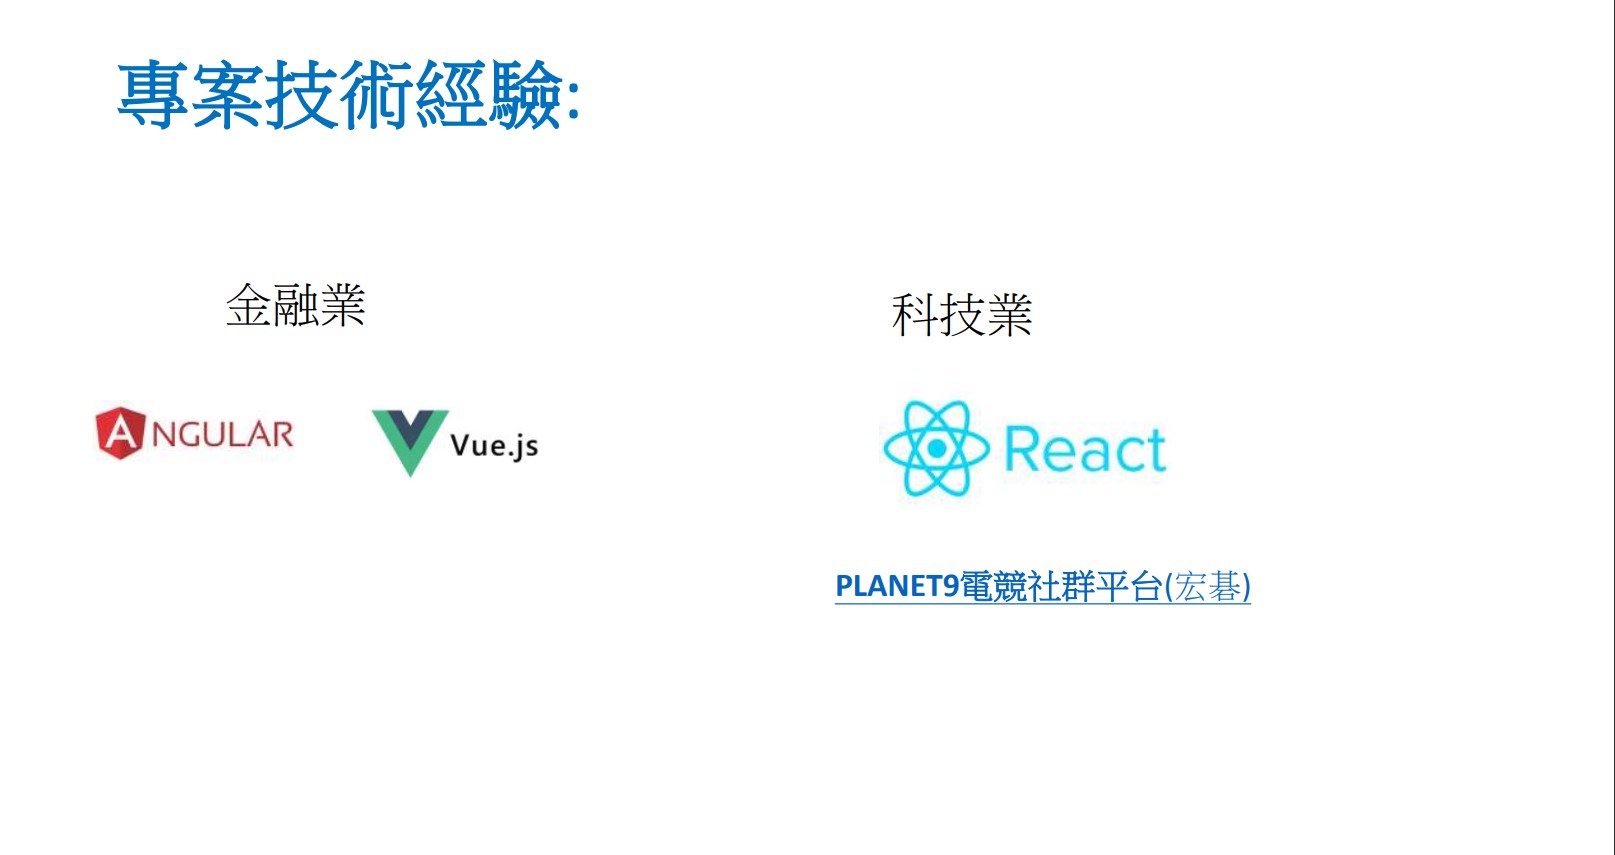 專案技術經驗:
金融業
科技業
ANGULAR
Vue.js
React
PLANET9電競社群平台(宏碁)